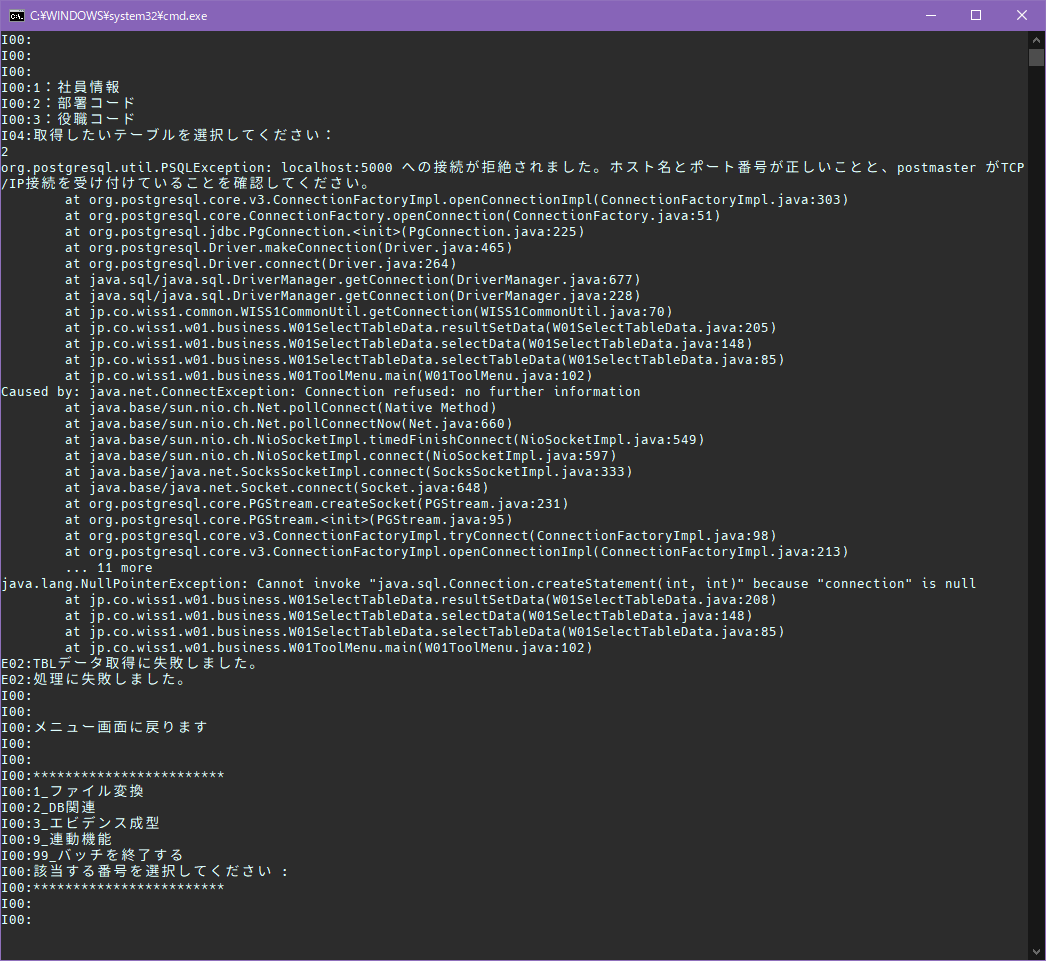 C:¥WINDOWS¥system32¥cmd.exe
I00:
I00:
I00:
I00:1：社員情報
I00:2：部署コード
I00:3：役職コード
I04:取得したいテーブルを選択してください：
2
org.postgresql.util.PSQLException: localhost:5000 への接続が拒絶されました。ホスト名とポート番号が正しいことと、postmaster がTCP
/IP接続を受け付けていることを確認してください。
at org.postgresql.core.v3.ConnectionFactoryImpl.openConnectionImpl(ConnectionFactoryImpl.java:303)
at org.postgresql.core.ConnectionFactory.openConnection(ConnectionFactory.java:51)
at org.postgresql.jdbc.PgConnection.<init>(PgConnection.java:225)
at org.postgresql.Driver.makeConnection(Driver.java:465)
at org.postgresql.Driver.connect(Driver.java:264)
at java.sql/java.sql.DriverManager.getConnection(DriverManager.java:677)
at java.sql/java.sql.DriverManager.getConnection(DriverManager.java:228)
at jp.co.wiss1.common.WISS1CommonUtil.getConnection(WISS1CommonUtil.java:70)
at jp.co.wiss1.w01.business.W01SelectTableData.resultSetData(W01SelectTableData.java:205)
at jp.co.wiss1.w01.business.W01SelectTableData.selectData(W01SelectTableData.java:148)
at jp.co.wiss1.w01.business.W01SelectTableData.selectTableData(W01SelectTableData.java:85)
at jp.co.wiss1.w01.business.W01ToolMenu.main(W01ToolMenu.java:102)
Caused by: java.net.ConnectException: Connection refused: no further information
at java.base/sun.nio.ch.Net.pollConnect(Native Method)
at java.base/sun.nio.ch.Net.pollConnectNow(Net.java:660)
at java.base/sun.nio.ch.NioSocketImpl.timedFinishConnect(NioSocketImpl.java:549)
at java.base/sun.nio.ch.NioSocketImpl.connect(NioSocketImpl.java:597)
at java.base/java.net.SocksSocketImpl.connect(SocksSocketImpl.java:333)
at java.base/java.net.Socket.connect(Socket.java:648)
at org.postgresql.core.PGStream.createSocket(PGStream.java:231)
at org.postgresql.core.PGStream.<init>(PGStream.java:95)
at org.postgresql.core.v3.ConnectionFactoryImpl.tryConnect(ConnectionFactoryImpl.java:98)
at org.postgresql.core.v3.ConnectionFactoryImpl.openConnectionImpl(ConnectionFactoryImpl.java:213)
... 11 more
java.lang.NullPointerException: Cannot invoke "java.sql.Connection.createStatement(int, int)" because "connection" is null
at jp.co.wiss1.w01.business.W01SelectTableData.resultSetData(W01SelectTableData.java:208)
at jp.co.wiss1.w01.business.W01SelectTableData.selectData(W01SelectTableData.java:148)
at jp.co.wiss1.w01.business.W01SelectTableData.selectTableData(W01SelectTableData.java:85)
at jp.co.wiss1.w01.business.W01ToolMenu.main(W01ToolMenu.java:102)
E02:TBLデータ取得に失敗しました。
E02:処理に失敗しました。
I00:
I00:
I00:メニュー画面に戻ります
I00:
I00:
I00:************************
I00:1_ファイル変換
I00:2_DB関連
I00:3_エビデンス成型
I00:9_連動機能
I00:99_バッチを終了する
I00:該当する番号を選択してください :
I00:************************
I00:
I00: